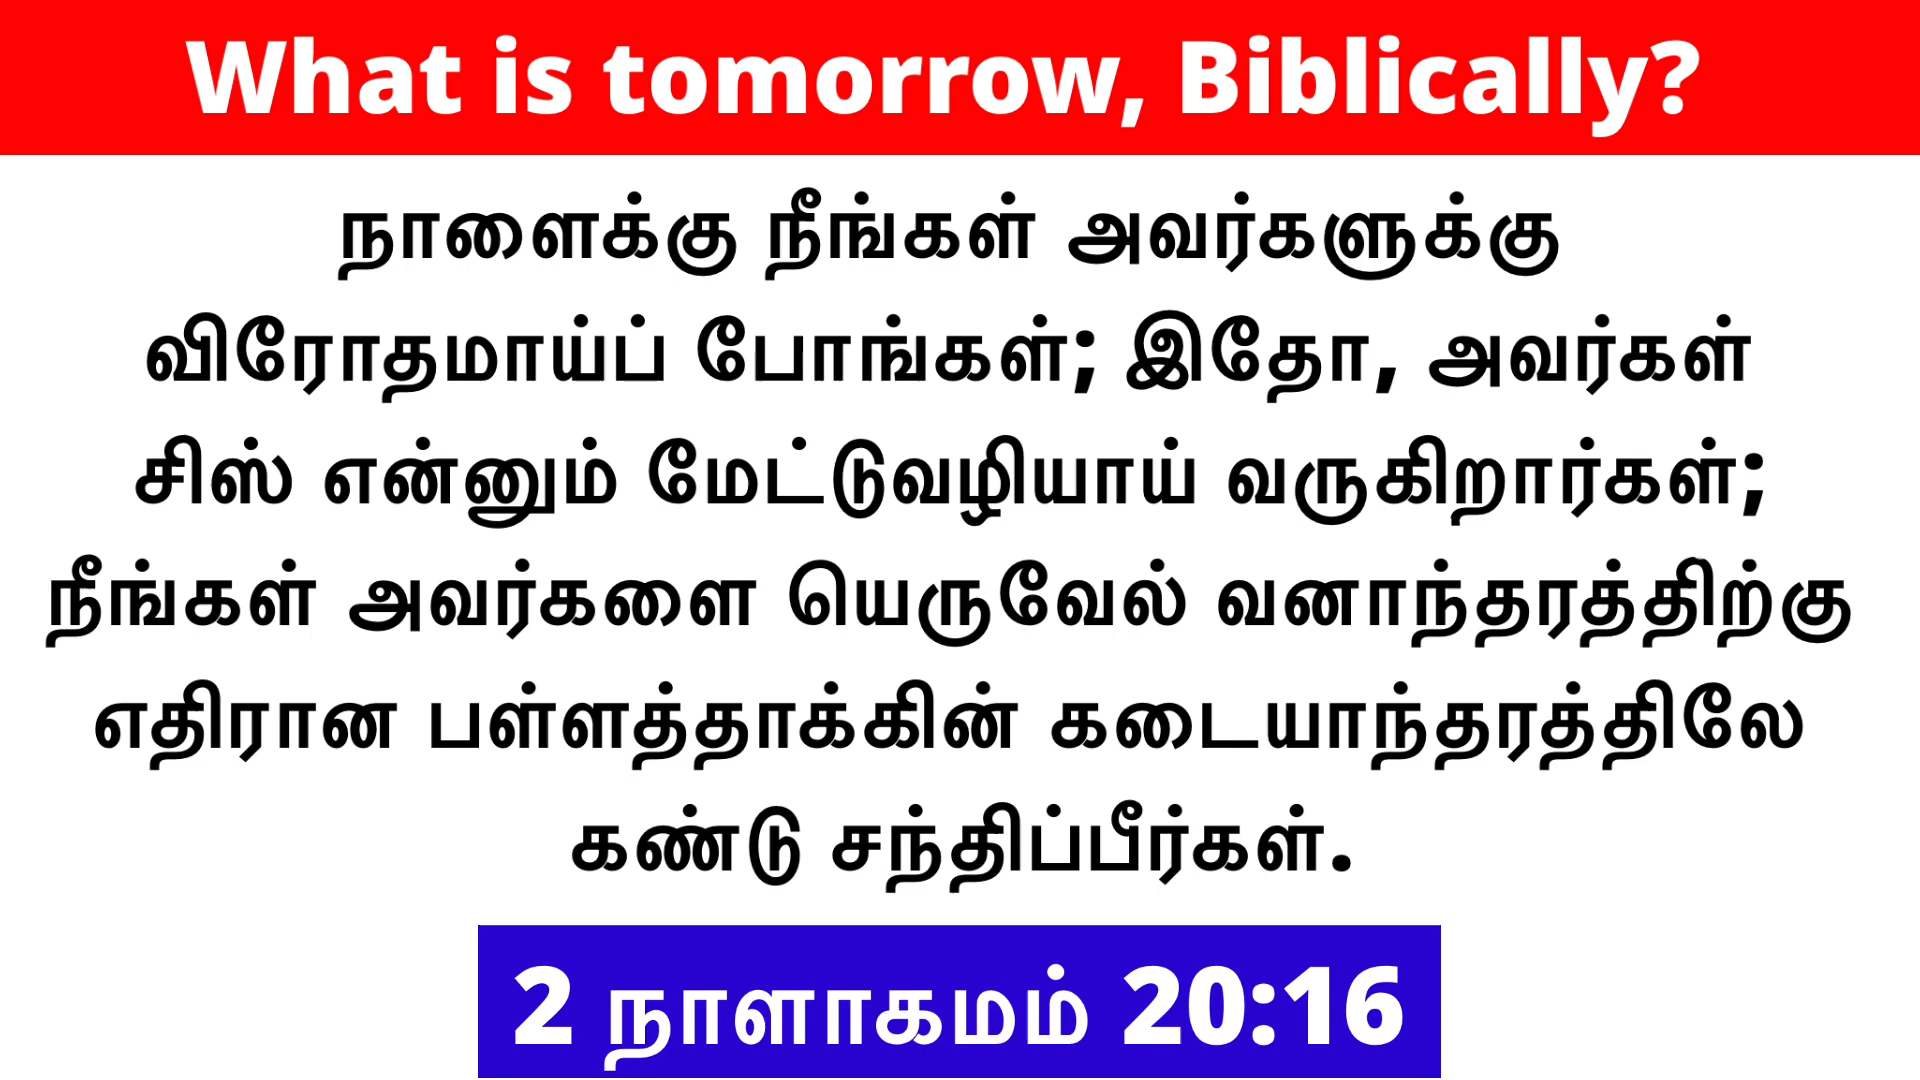 What is tomorrow, Biblically?
நாளைக்கு நீங்கள் அவர்களுக்கு
விரோதமாய்ப் போங்கள்; இதோ, அவர்கள்
சிஸ் என்னும் மேட்டுவழியாய் வருகிறார்கள்;
நீங்கள் அவர்களை யெருவேல் வனாந்தரத்திற்கு
எதிரான பள்ளத்தாக்கின் கடையாந்தரத்திலே
கண்டு சந்திப்பீர்கள்.
2 நாளாகமம் 20:16